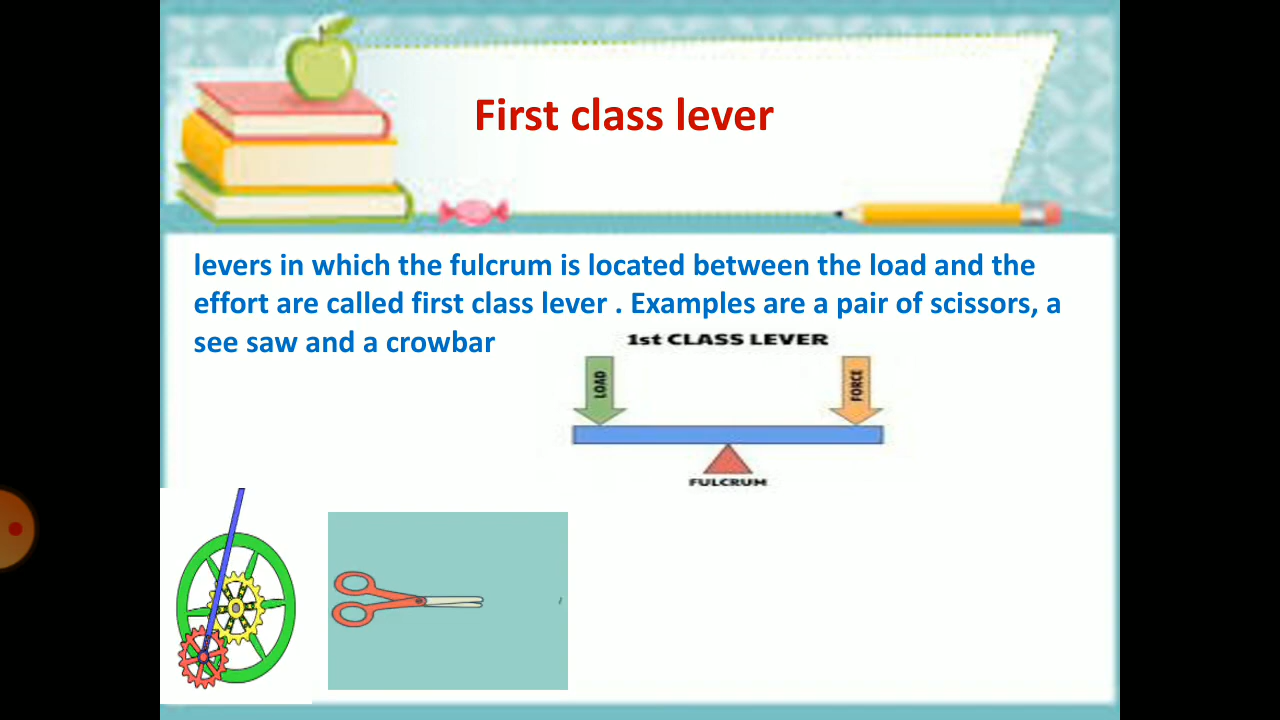 First class lever
levers in which the fulcrum is located between the load and the
effort are called first class lever . Examples are a pair of scissors, a
see saw and a crowbar
1st CLASS LEVER
LOAD
FORCE
FULCRUM